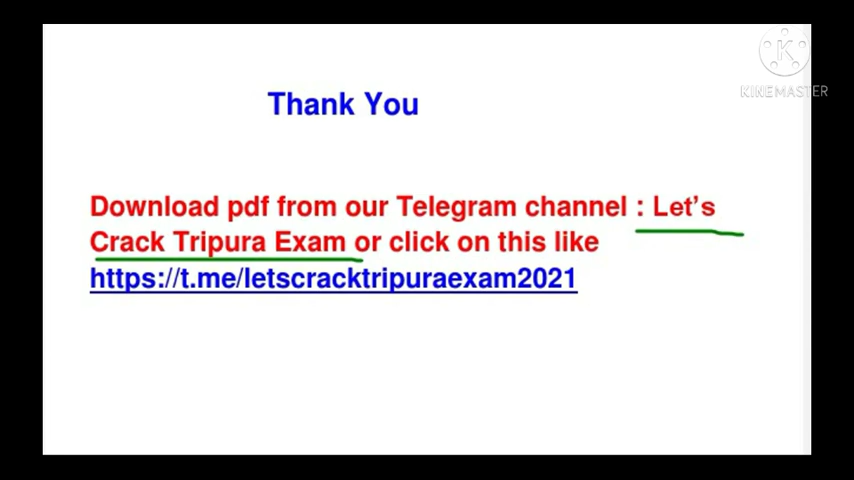 KINEMASTER
Thank You
Download pdf from our Telegram channel : Let's
Crack Tripura Exam or click on this like
https://t.me/letscracktripuraexam2021